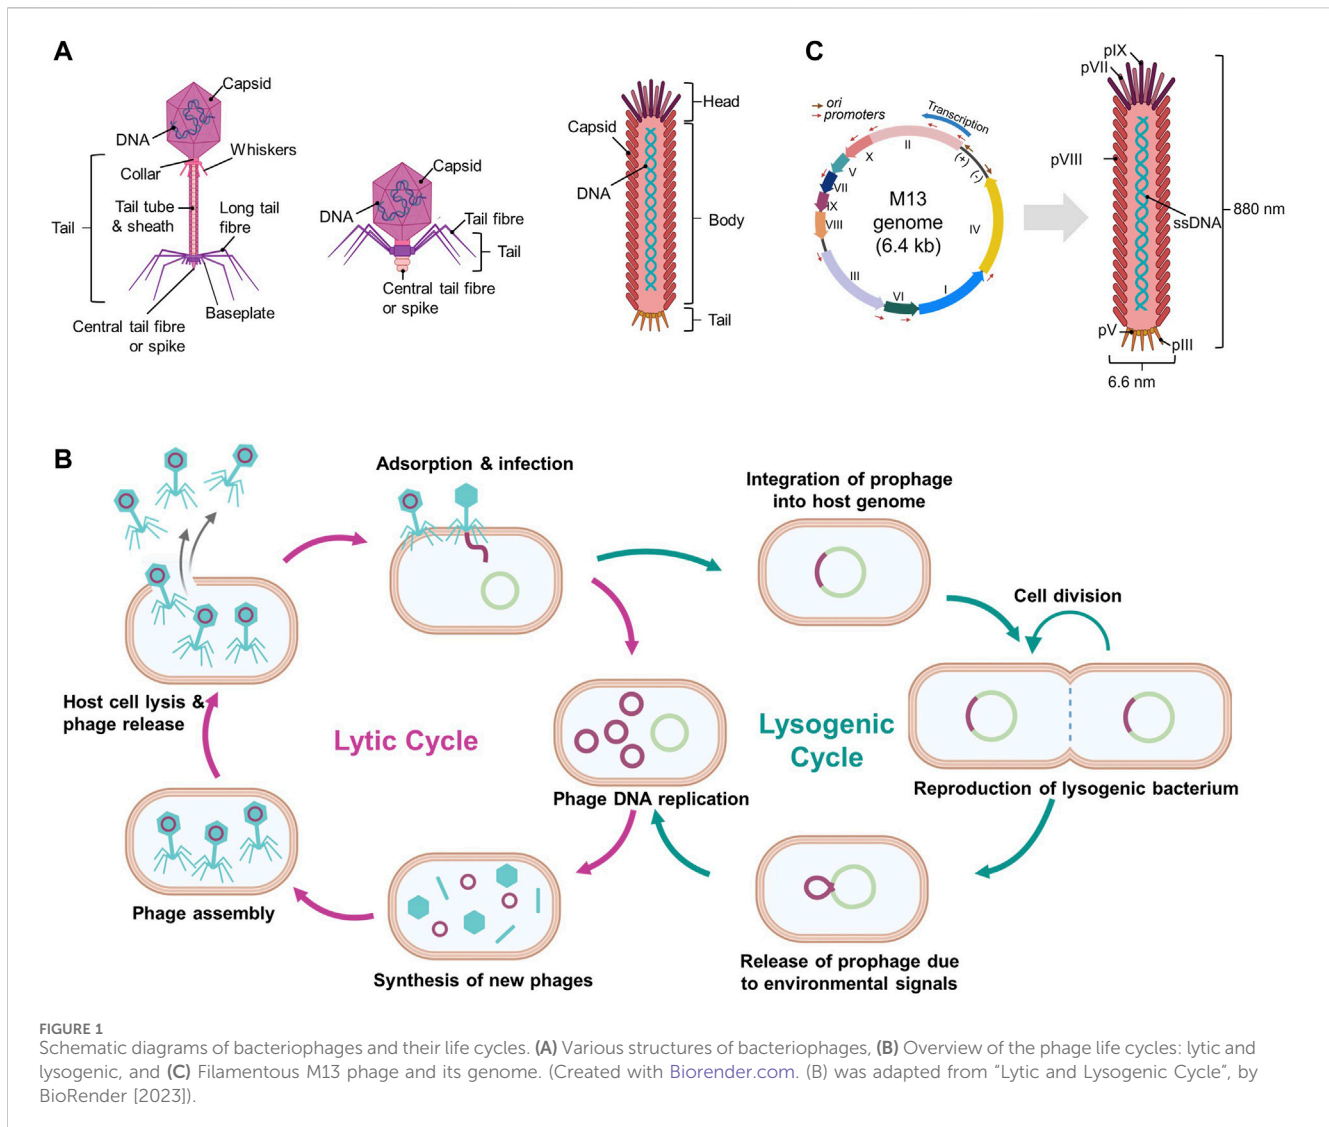 A
Capsid
DNA
Collar
Whiskers
Tail
Tail tube
& sheath
Long tail
fibre
Baseplate
Central tail fibre
or spike
Capsid
DNA
Tail fibre
Tail
Central tail fibre
or spike
Capsid
DNA
Head
Body
Tail
C
ori
promoters
Transcription
(+)
(-)
II
X
V
VII
IX
VIII
III
VI
I
IV
M13
genome
(6.4 kb)
pIX
pVII
pVIII
ssDNA
880 nm
pV
pIII
6.6 nm
B
Adsorption & infection
Integration of prophage
into host genome
Cell division
Host cell lysis &
phage release
Lytic Cycle
Lysogenic
Cycle
Phage DNA replication
Reproduction of lysogenic bacterium
Phage assembly
Synthesis of new phages
Release of prophage due
to environmental signals
FIGURE 1
Schematic diagrams of bacteriophages and their life cycles. (A) Various structures of bacteriophages, (B) Overview of the phage life cycles: lytic and
lysogenic, and (C) Filamentous M13 phage and its genome. (Created with Biorender.com. (B) was adapted from “Lytic and Lysogenic Cycle“, by
BioRender [2023]).